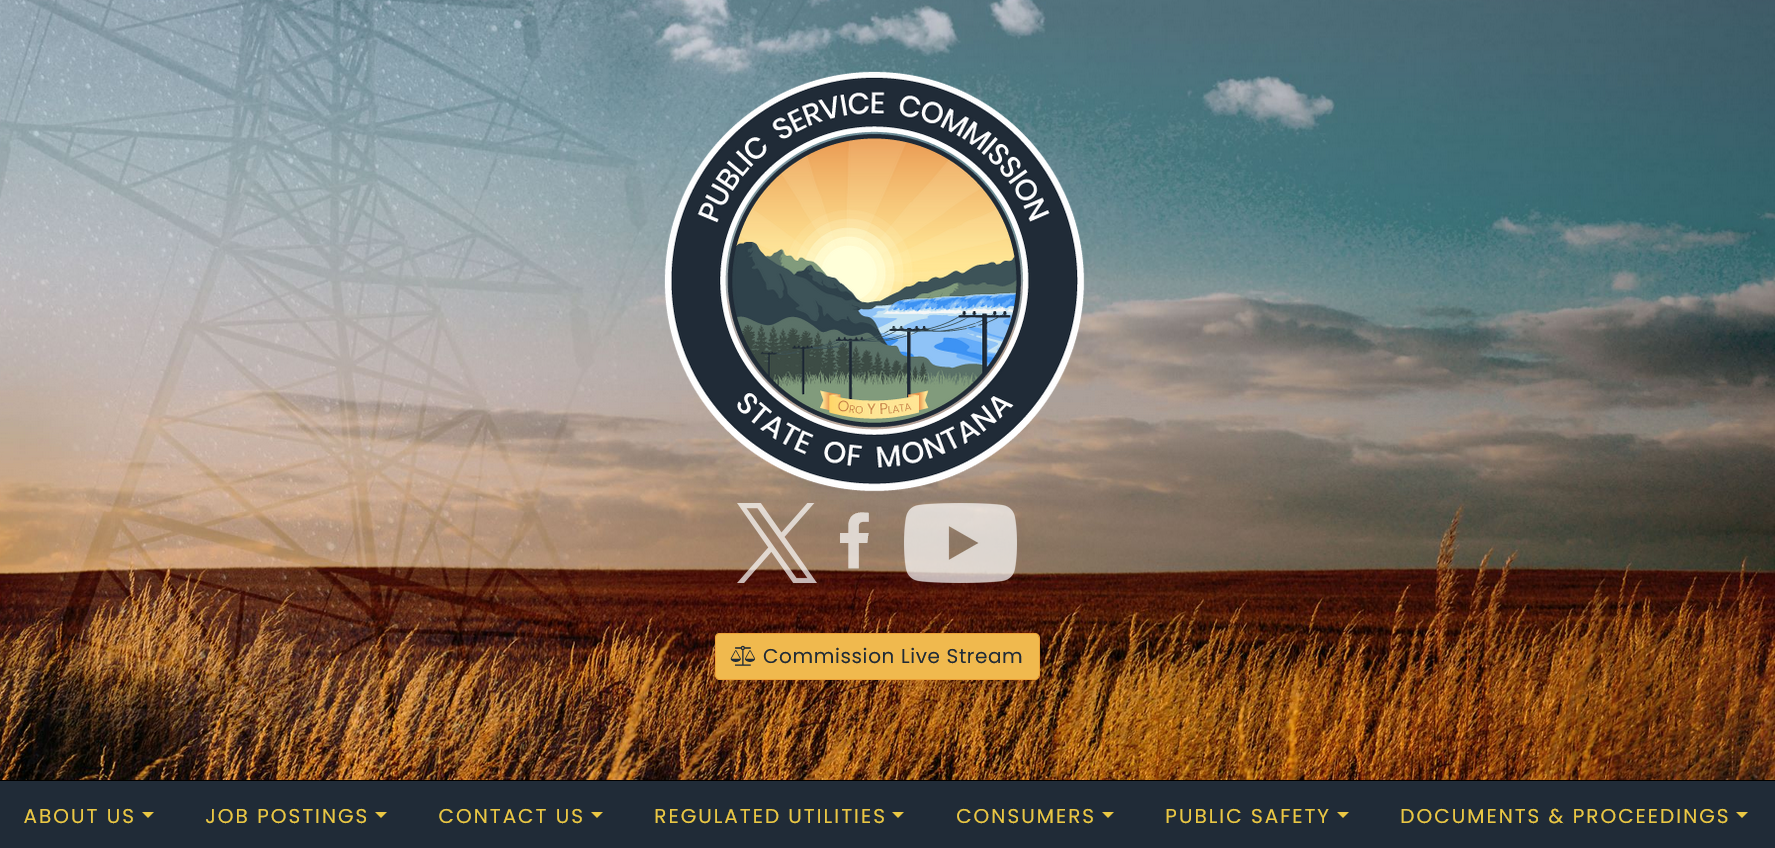 PUBLIC SERVICE COMMISSION
ORO Y PLATA
STATE OF MONTANA
Commission Live Stream
ABOUT US
JOB POSTINGS
CONTACT US
REGULATED UTILITIES
CONSUMERS
PUBLIC SAFETY
DOCUMENTS & PROCEEDINGS